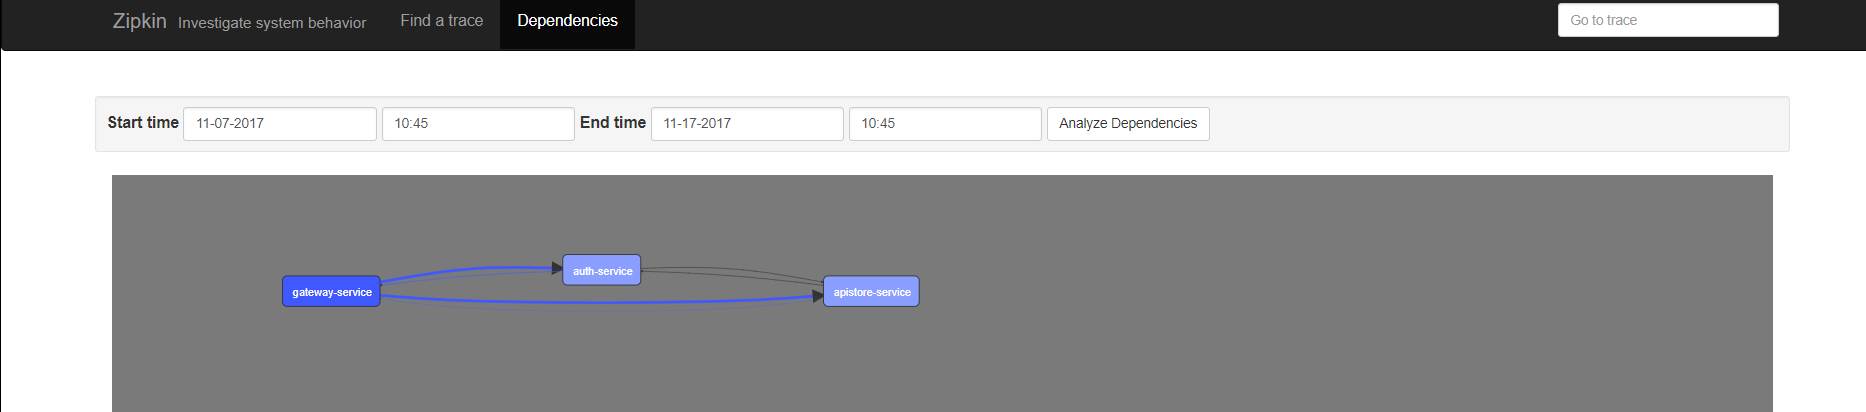 Zipkin Investigate system behavior Find a trace Dependencies Go to trace
Start time 11-07-2017 10:45 End time 11-17-2017 10:45 Analyze Dependencies
auth-service
gateway-service apistore-service